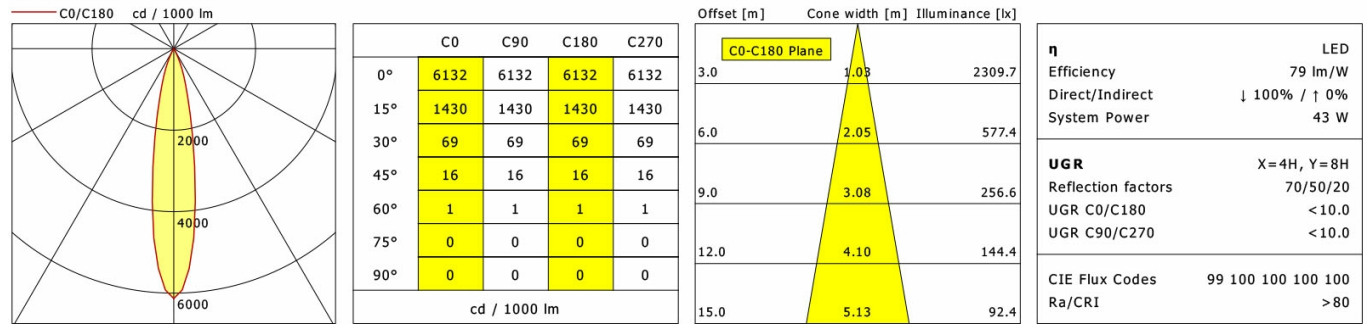 C0/C180 cd / 1000 lm
2000
4000
6000
C0 C90 C180 C270
0° 6132 6132 6132 6132
15° 1430 1430 1430 1430
30° 69 69 69 69
45° 16 16 16 16
60° 1 1 1 1
75° 0 0 0 0
90° 0 0 0 0
cd / 1000 lm
Offset [m] Cone width [m] Illuminance [lx]
C0-C180 Plane
3.0 1.03 2309.7
6.0 2.05 577.4
9.0 3.08 256.6
12.0 4.10 144.4
15.0 5.13 92.4
η LED
Efficiency 79 lm/W
Direct/Indirect ↓ 100% / ↑ 0%
System Power 43 W
UGR X=4H, Y=8H
Reflection factors 70/50/20
UGR C0/C180 <10.0
UGR C90/C270 <10.0
CIE Flux Codes 99 100 100 100 100
Ra/CRI >80